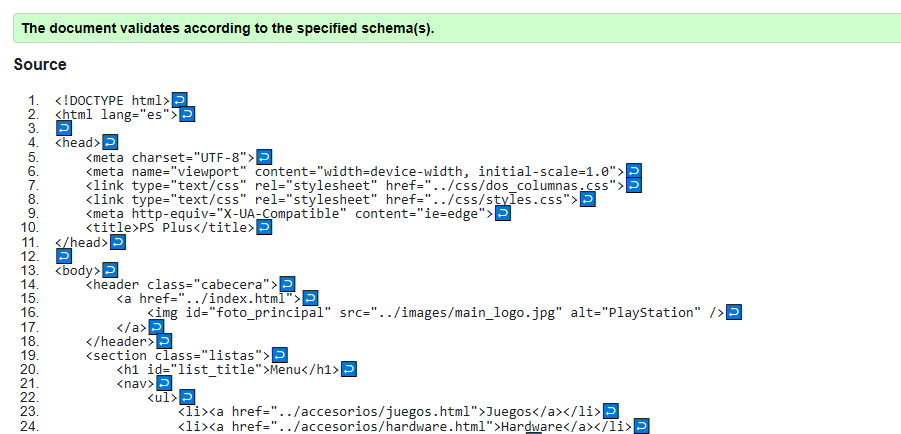 The document validates according to the specified schema(s).
Source
1. <!DOCTYPE html>↩
2. <html lang="es">↩
3. ↩
4. <head>↩
5.     <meta charset="UTF-8">↩
6.     <meta name="viewport" content="width=device-width, initial-scale=1.0">↩
7.     <link type="text/css" rel="stylesheet" href="../css/dos_columnas.css">↩
8.     <link type="text/css" rel="stylesheet" href="../css/styles.css">↩
9.     <meta http-equiv="X-UA-Compatible" content="ie=edge">↩
10.     <title>PS Plus</title>↩
11. </head>↩
12. ↩
13. <body>↩
14.     <header class="cabecera">↩
15.         <a href="../index.html">↩
16.             <img id="foto_principal" src="../images/main_logo.jpg" alt="PlayStation" />↩
17.         </a>↩
18.     </header>↩
19.     <section class="listas">↩
20.         <h1 id="list_title">Menu</h1>↩
21.         <nav>↩
22.             <ul>↩
23.                 <li><a href="../accesorios/juegos.html">Juegos</a></li>↩
24.                 <li><a href="../accesorios/hardware.html">Hardware</a></li>↩